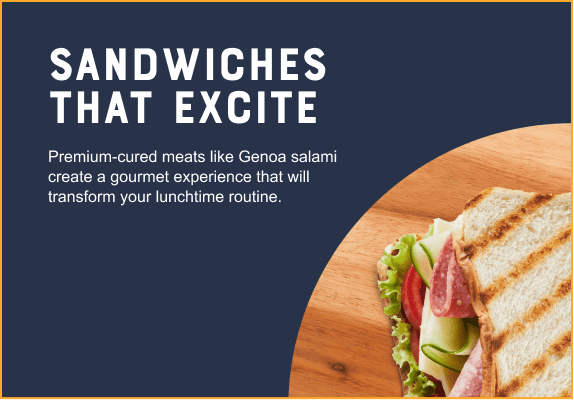 SANDWICHES
THAT EXCITE
Premium-cured meats like Genoa salami
create a gourmet experience that will
transform your lunchtime routine.